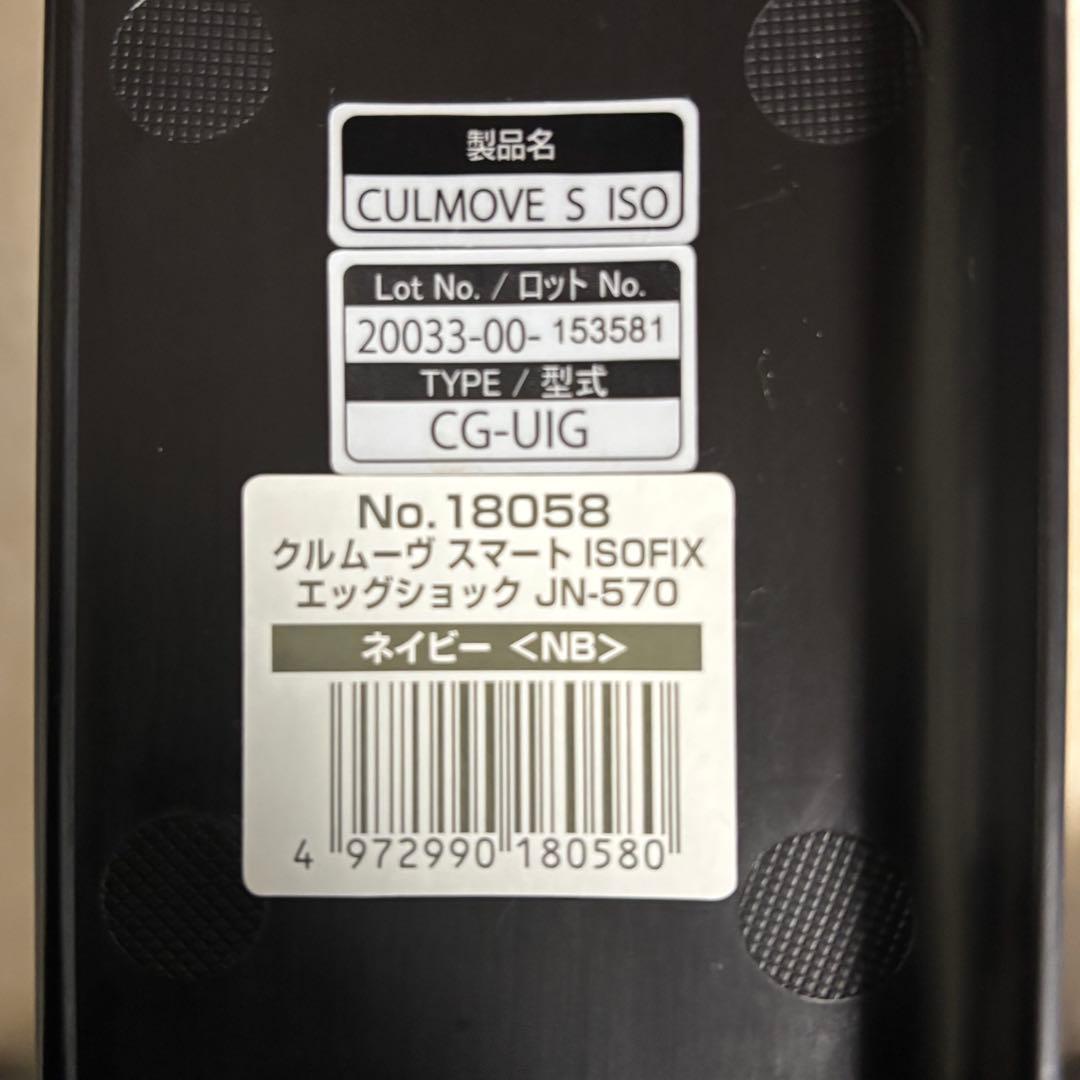 製品名
CULMOVE S ISO
Lot No. / ロット No.
20033-00-153581
TYPE / 型式
CG-UIG
No.18058
クルムーヴ スマート ISOFIX
エッグショック JN-570
ネイビー <NB>
4 972990 180580